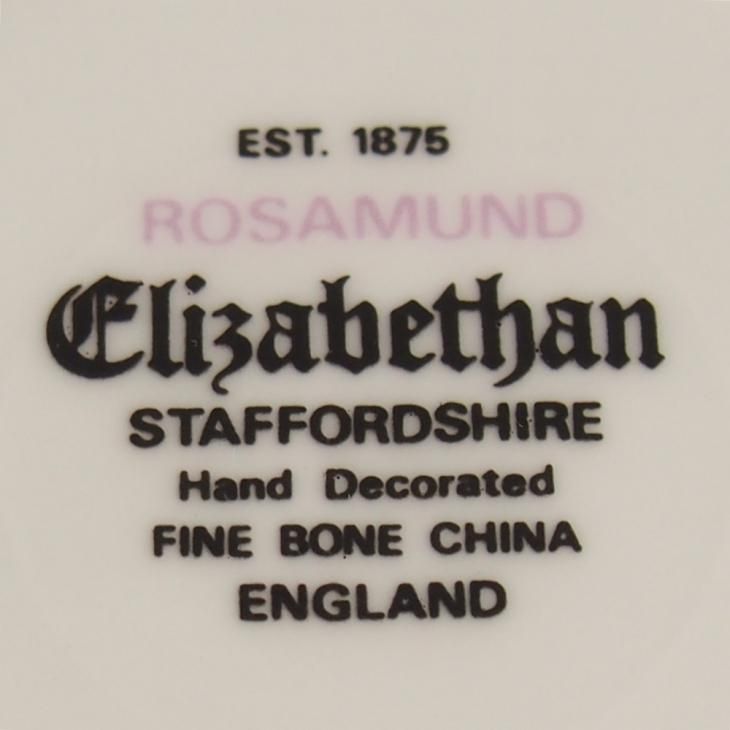 EST. 1875
ROSAMUND
Elizabethan
STAFFORDSHIRE
Hand Decorated
FINE BONE CHINA
ENGLAND